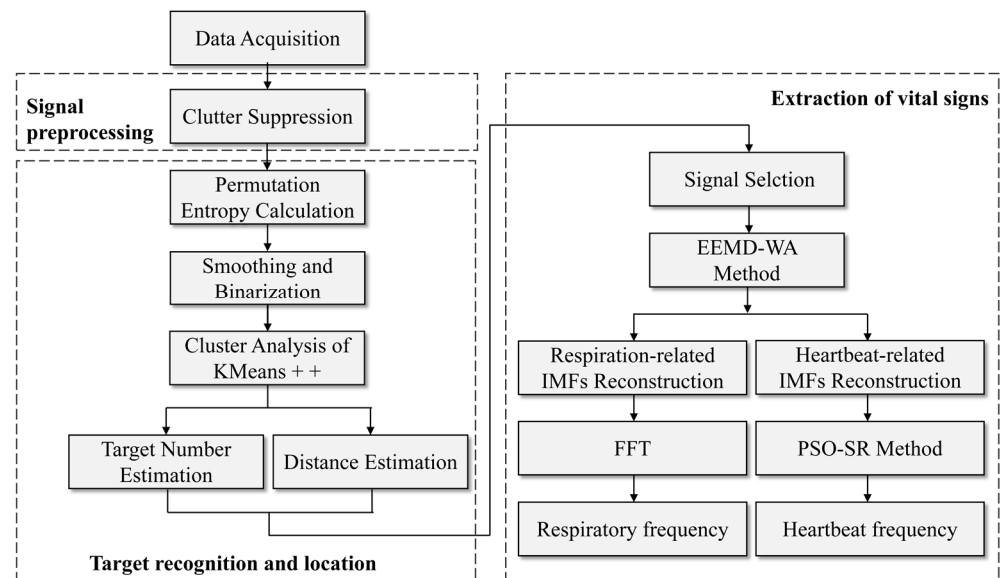 Data Acquisition
Signal
preprocessing
Clutter Suppression
Permutation
Entropy Calculation
Smoothing and
Binarization
Cluster Analysis of
KMeans + +
Target Number
Estimation
Distance Estimation
Target recognition and location
Extraction of vital signs
Signal Selction
EEMD-WA
Method
Respiration-related
IMFs Reconstruction
Heartbeat-related
IMFs Reconstruction
FFT
PSO-SR Method
Respiratory frequency
Heartbeat frequency